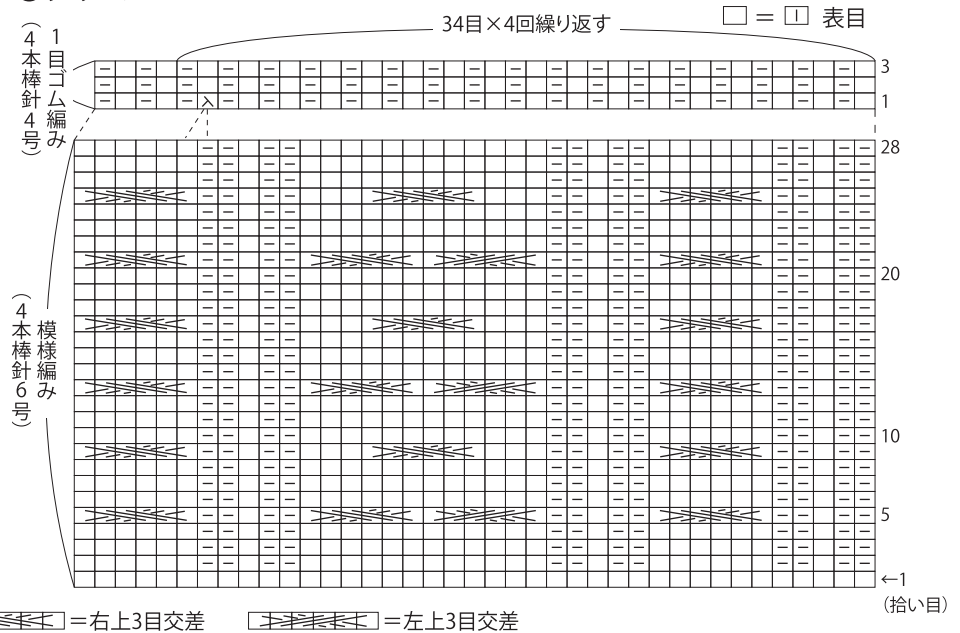 34目×4回繰り返す
□=▯ 表目
1目ゴム編み
(4本棒針4号)
3
1
28
20
10
5
←1
(拾い目)
模様編み
(4本棒針6号)
=右上3目交差
=左上3目交差